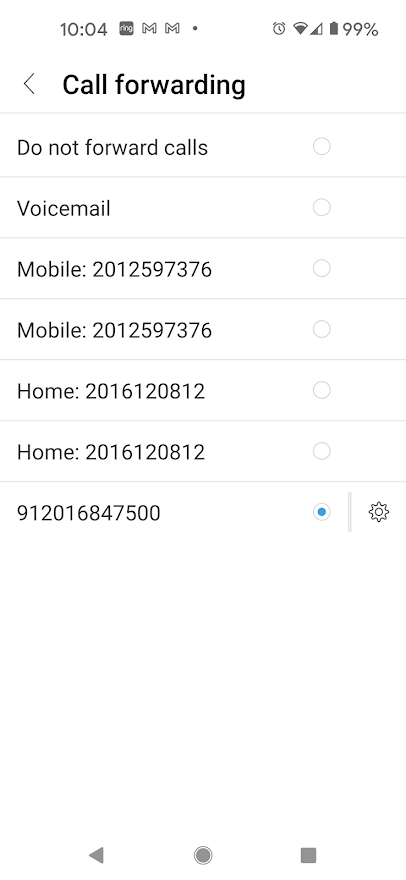 10:04 ring 99%
Call forwarding
Do not forward calls
Voicemail
Mobile: 2012597376
Mobile: 2012597376
Home: 2016120812
Home: 2016120812
912016847500